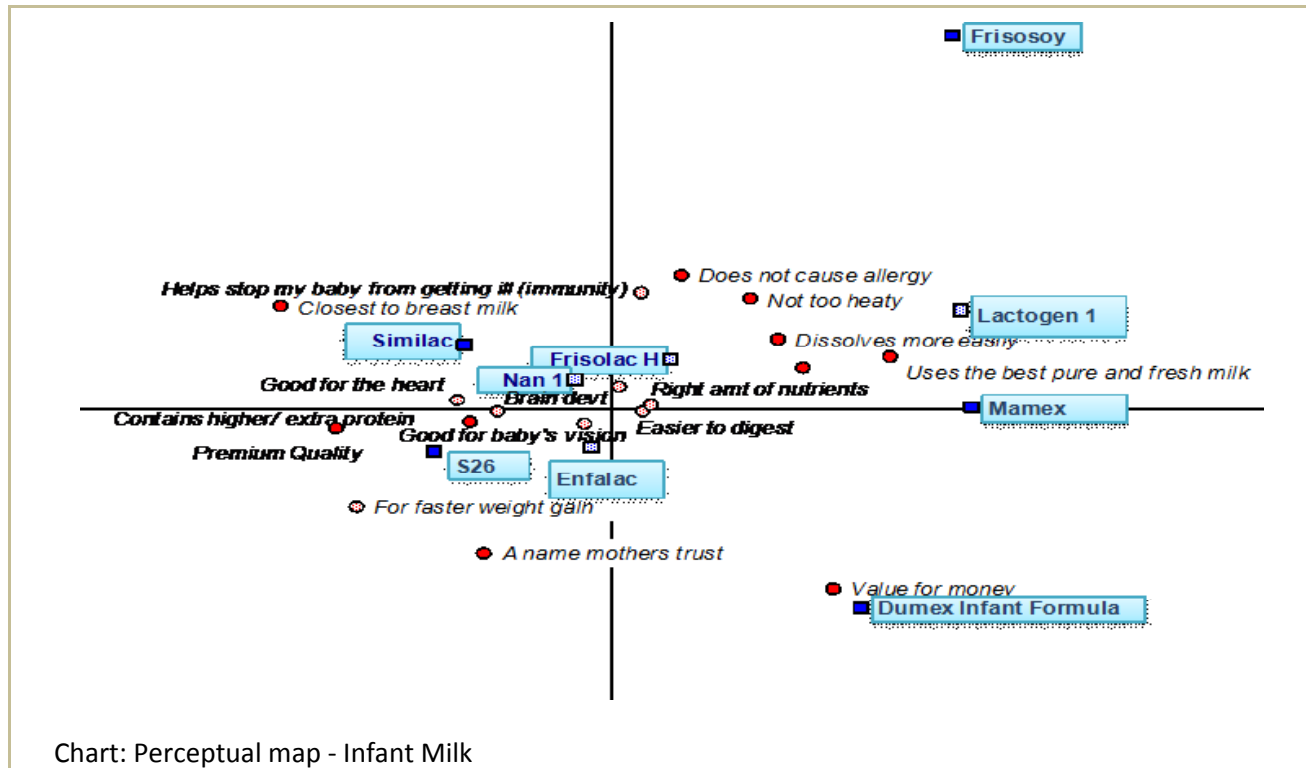 Frisosoy
Does not cause allergy
Helps stop my baby from getting ill (immunity)
Not too heaty
Closest to breast milk
Lactogen 1
Similac
Dissolves more easily
Frisolac H
Uses the best pure and fresh milk
Nan 1
Good for the heart
Right amt of nutrients
Brain devt
Mamex
Contains higher/ extra protein
Easier to digest
Good for baby's vision
Premium Quality
S26
Enfalac
For faster weight gain
A name mothers trust
Value for money
Dumex Infant Formula
Chart: Perceptual map - Infant Milk